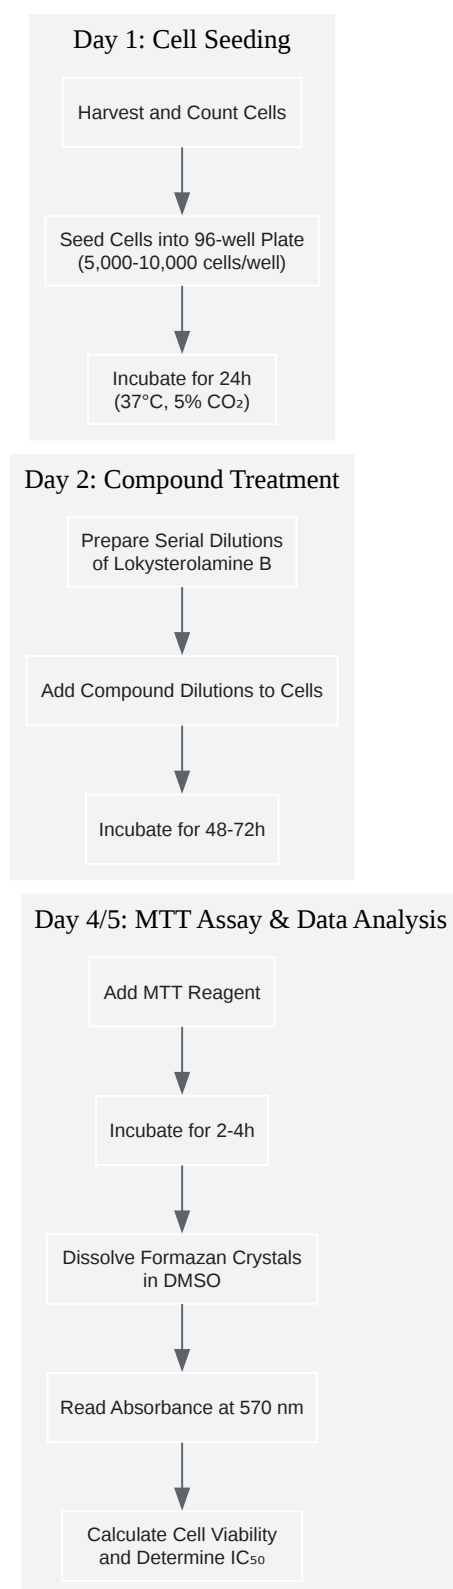 Day 1: Cell Seeding
Harvest and Count Cells
Seed Cells into 96-well Plate
(5,000-10,000 cells/well)
Incubate for 24h
(37°C, 5% CO₂)
Day 2: Compound Treatment
Prepare Serial Dilutions
of Lokysterolamine B
Add Compound Dilutions to Cells
Incubate for 48-72h
Day 4/5: MTT Assay & Data Analysis
Add MTT Reagent
Incubate for 2-4h
Dissolve Formazan Crystals
in DMSO
Read Absorbance at 570 nm
Calculate Cell Viability
and Determine IC₅₀